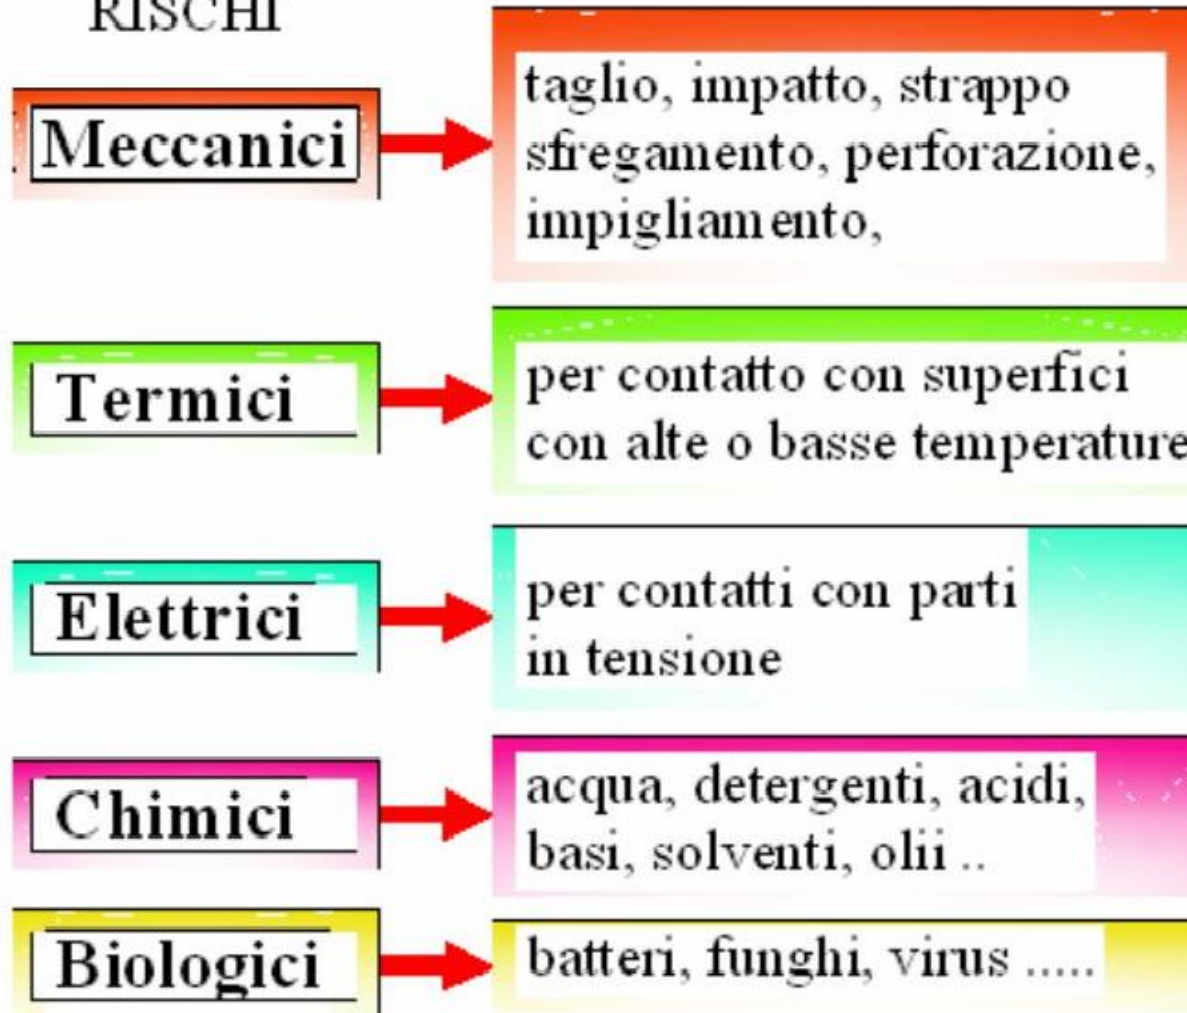 RISCHI
Meccanici
taglio, impatto, strappo
sfregamento, perforazione,
impigliamento,
Termici
per contatto con superfici
con alte o basse temperature
Elettrici
per contatti con parti
in tensione
Chimici
acqua, detergenti, acidi,
basi, solventi, olii ..
Biologici
batteri, funghi, virus .....